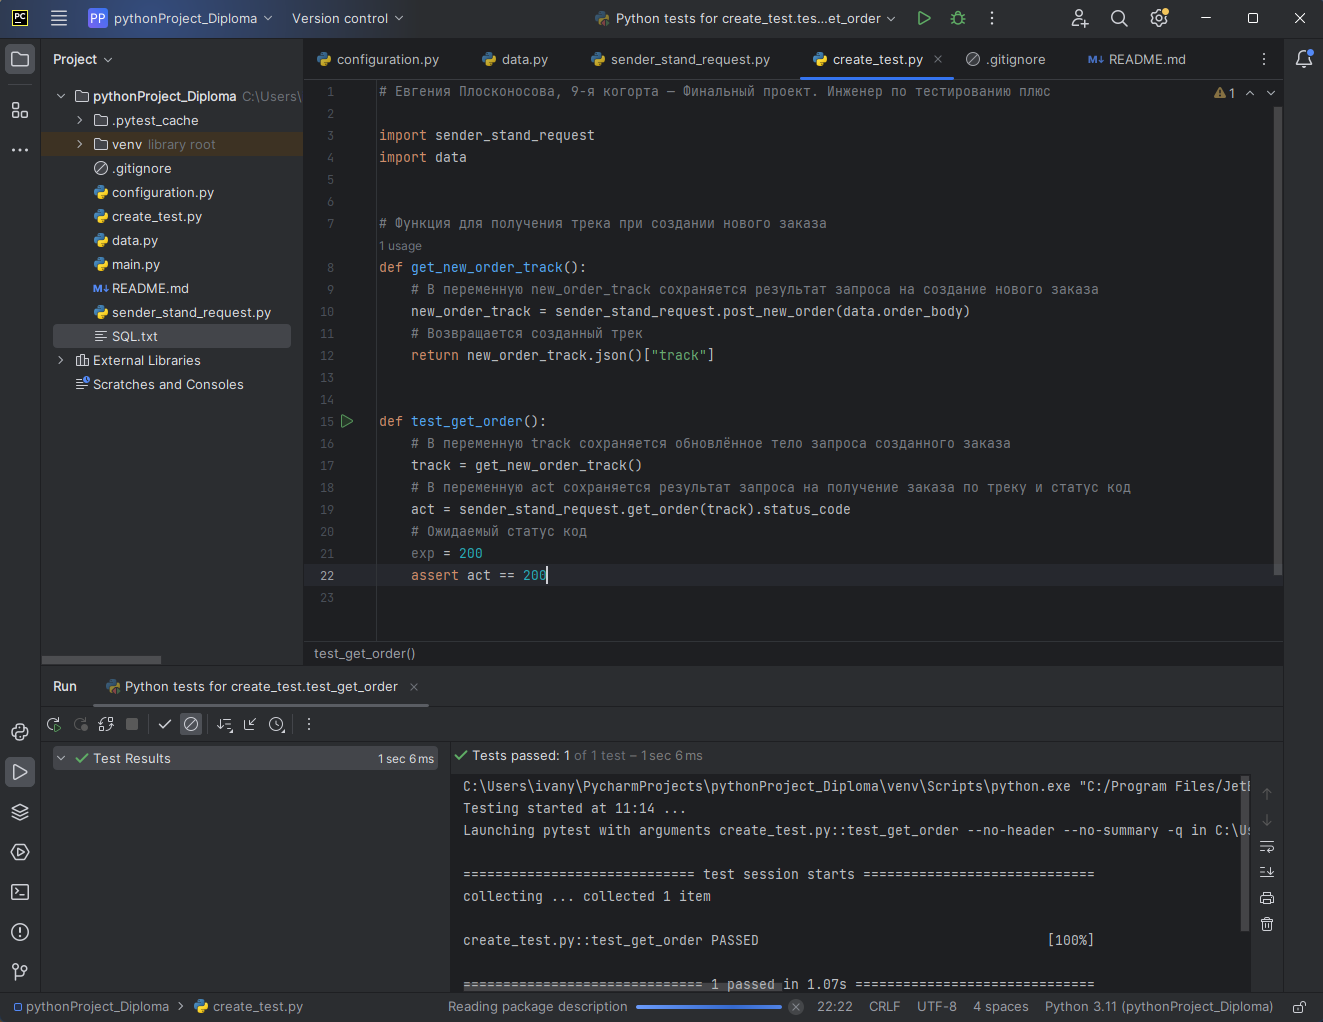 PC
PP pythonProject_Diploma Version control Python tests for create_test.tes...et_order
Project configuration.py data.py sender_stand_request.py create_test.py .gitignore README.md
pythonProject_Diploma C:\Users\
.pytest_cache
venv library root
.gitignore
configuration.py
create_test.py
data.py
main.py
README.md
sender_stand_request.py
SQL.txt
External Libraries
Scratches and Consoles
1 # Евгения Плосконосова, 9-я когорта — Финальный проект. Инженер по тестированию плюс
1
2
3 import sender_stand_request
4 import data
5
6
7 # Функция для получения трека при создании нового заказа
1 usage
8 def get_new_order_track():
9 # В переменную new_order_track сохраняется результат запроса на создание нового заказа
10 new_order_track = sender_stand_request.post_new_order(data.order_body)
11 # Возвращается созданный трек
12 return new_order_track.json()["track"]
13
14
15 def test_get_order():
16 # В переменную track сохраняется обновлённое тело запроса созданного заказа
17 track = get_new_order_track()
18 # В переменную act сохраняется результат запроса на получение заказа по треку и статус код
19 act = sender_stand_request.get_order(track).status_code
20 # Ожидаемый статус код
21 exp = 200
22 assert act == 200
23
test_get_order()
Run Python tests for create_test.test_get_order
Test Results 1 sec 6 ms
Tests passed: 1 of 1 test – 1 sec 6 ms
C:\Users\ivany\PycharmProjects\pythonProject_Diploma\venv\Scripts\python.exe "C:/Program Files/Jet
Testing started at 11:14 ...
Launching pytest with arguments create_test.py::test_get_order --no-header --no-summary -q in C:\Us
============================= test session starts =============================
collecting ... collected 1 item
create_test.py::test_get_order PASSED [100%]
============================== 1 passed in 1.07s ==============================
pythonProject_Diploma > create_test.py Reading package description 22:22 CRLF UTF-8 4 spaces Python 3.11 (pythonProject_Diploma)